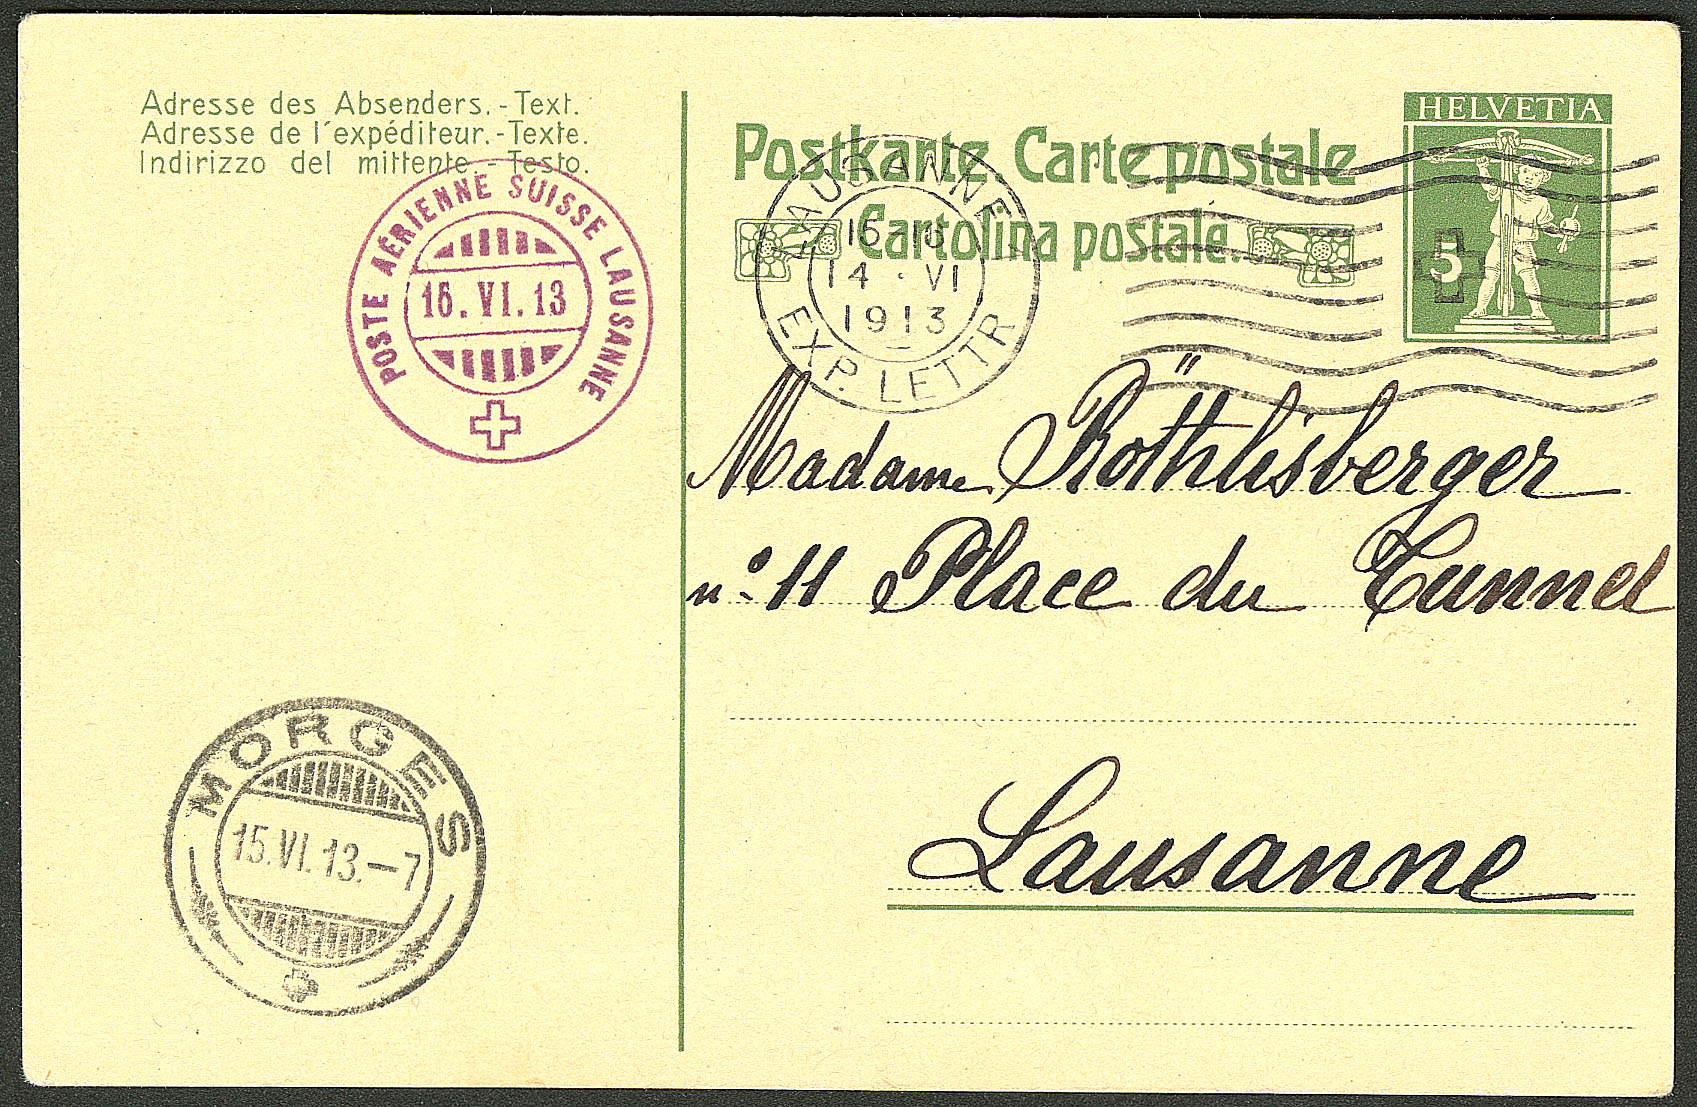 Adresse des Absenders.-Text.
Adresse de l'expéditeur.-Texte.
Indirizzo del mittente.-Testo.
POSTE AÉRIENNE SUISSE LAUSANNE
16. VI. 13
MORGES
15.VI.13.-7
Postkarte. Carte postale
Cartolina postale.
LAUSANNE
14 · VI
1913
EXP. LETTR
HELVETIA
5
Madame Röthlisberger
n° 11 Place du Tunnel
Lausanne